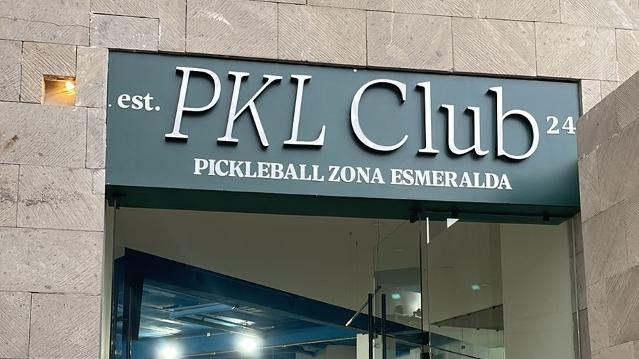 est. PKL Club 24
PICKLEBALL ZONA ESMERALDA